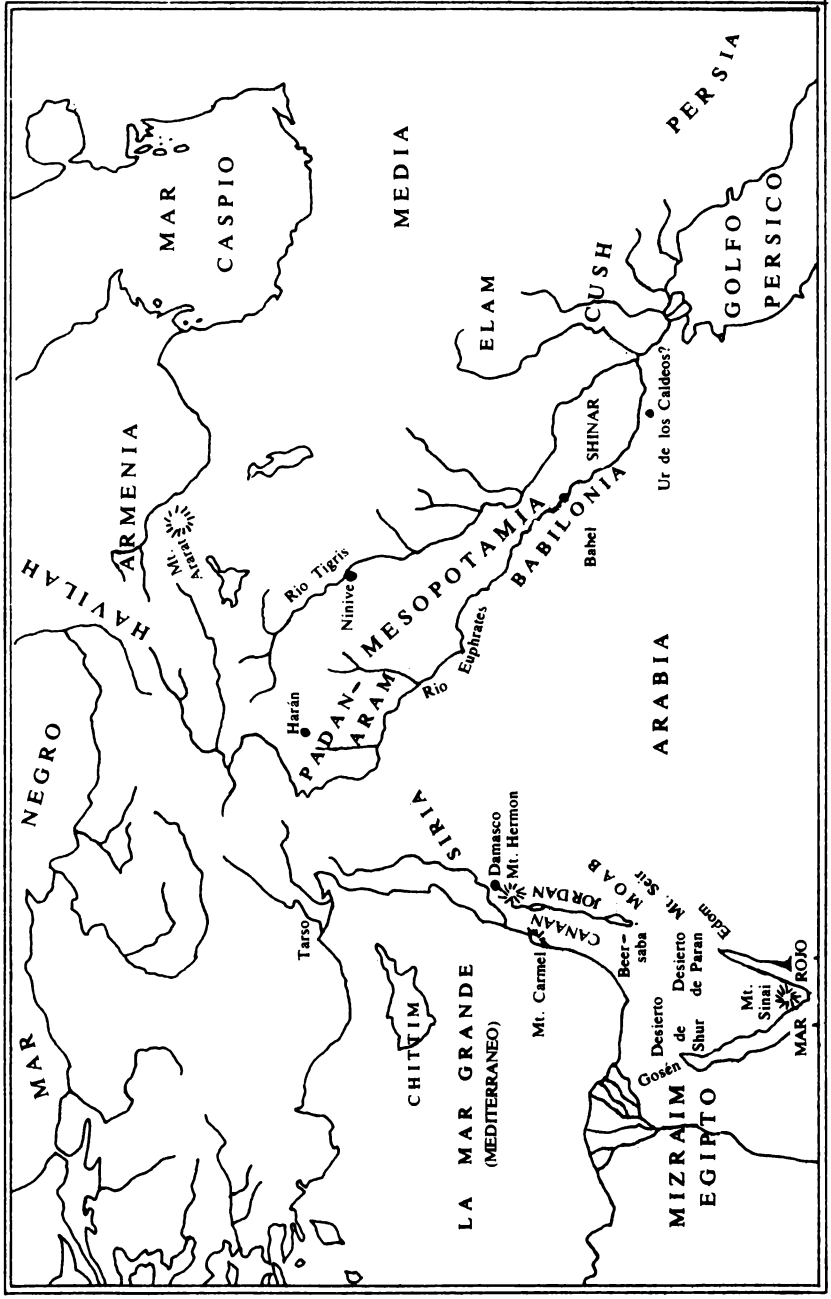 MAR NEGRO
HAVILAH
ARMENIA
Mt.
Ararat
MAR
CASPIO
MEDIA
PERSIA
ELAM
CUSH
GOLFO
PERSICO
Rio Tigris
Ninive
MESOPOTAMIA
BABILONIA
SHINAR
Babel
Ur de los Caldeos?
Harán
PADAN-
ARAM
Rio Euphrates
ARABIA
SIRIA
Damasco
Mt. Hermon
JORDAN
CANAAN
MOAB
Mt. Seir
Edom
Tarso
CHITTIM
LA MAR GRANDE
(MEDITERRANEO)
Mt. Carmel
Beer-
saba
Desierto
de Paran
Desierto
de
Shur
Mt.
Sinai
Gosén
MAR ROJO
MIZRAIM
EGIPTO